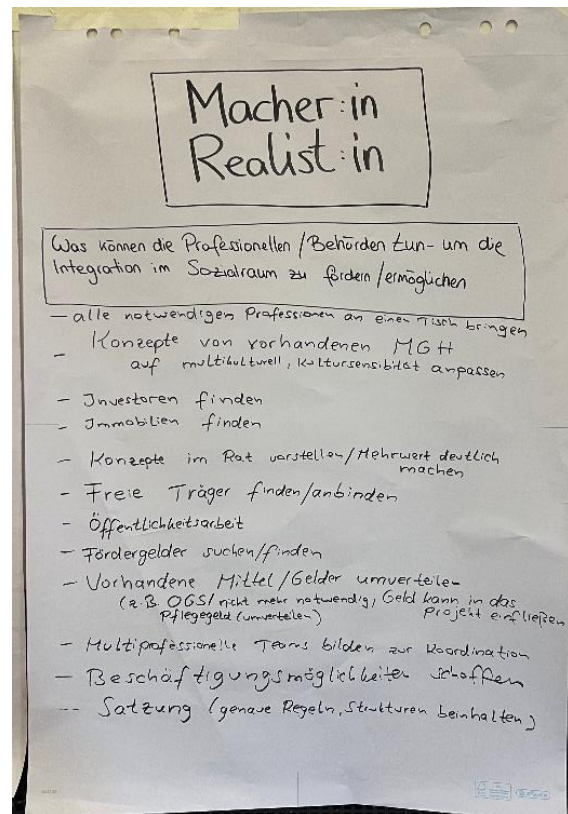 Macher:in
Realist:in
Was können die Professionellen/Behörden tun- um die
Integration im Sozialraum zu fördern/ermöglichen
- alle notwendigen Professionen an einen Tisch bringen
- Konzepte von vorhandenen MGH
auf multikulturell, Kultursensibität anpassen
- Investoren finden
- Immobilien finden
- Konzepte im Rat vorstellen/Mehrwert deutlich
machen
- Freie Träger finden/anbinden
- Öffentlichkeitsarbeit
- Fördergelder suchen/finden
- Vorhandene Mittel/Gelder umverteilen
(z.B. OGS/ nicht mehr notwendig, Geld kann in das
Pflegegeld (umverteilen) Projekt einfließen
- Multiprofessionelle Teams bilden zur Koordination
- Beschäftigungsmöglichkeiten schaffen
-- Satzung (genaue Regeln, Strukturen beinhalten)